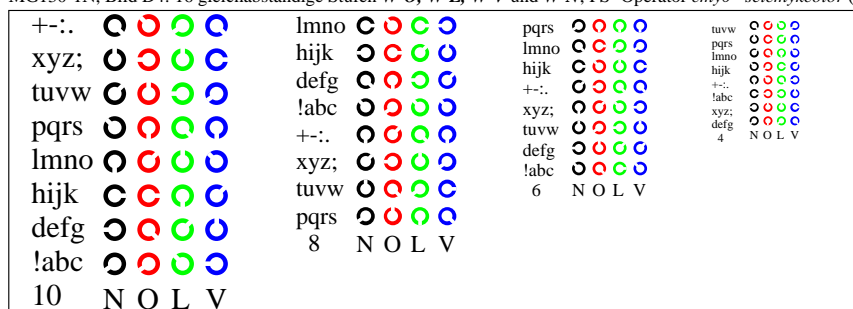 +-:.
xyz;
tuvw
pqrs
lmno
hijk
defg
!abc
10 N O L V
lmno
hijk
defg
!abc
+-:.
xyz;
tuvw
pqrs
8 N O L V
pqrs
lmno
hijk
+-:.
xyz;
tuvw
defg
!abc
6 N O L V
tuvw
pqrs
lmno
hijk
+-:.
!abc
xyz;
defg
4 N O L V